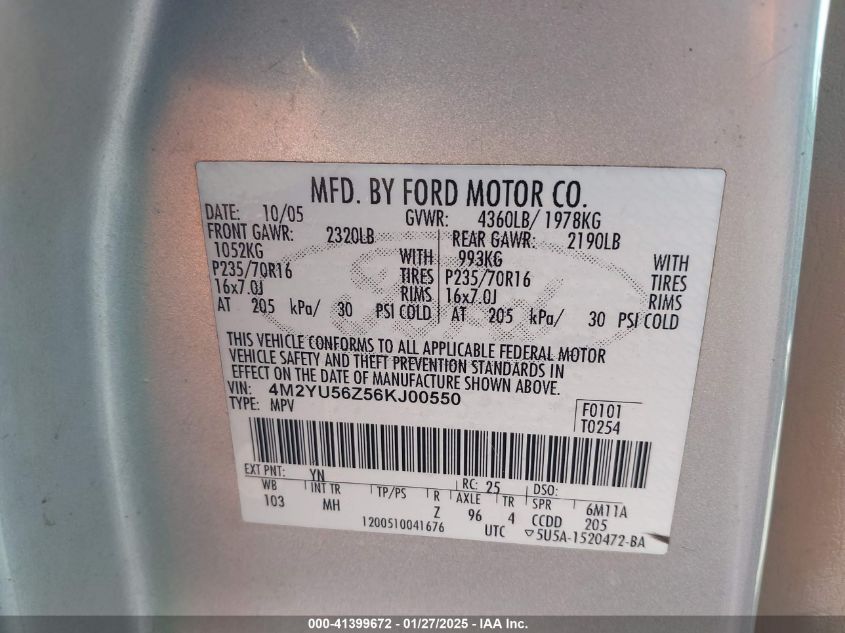 MFD. BY FORD MOTOR CO.
DATE: 10/05 GVWR: 4360LB/ 1978KG
FRONT GAWR: 2320LB REAR GAWR: 2190LB
1052KG WITH 993KG WITH
P235/70R16 TIRES P235/70R16 TIRES
16x7.0J RIMS 16x7.0J RIMS
AT 205 kPa/ 30 PSI COLD AT 205 kPa/ 30 PSI COLD
Ford
THIS VEHICLE CONFORMS TO ALL APPLICABLE FEDERAL MOTOR
VEHICLE SAFETY AND THEFT PREVENTION STANDARDS IN
EFFECT ON THE DATE OF MANUFACTURE SHOWN ABOVE.
VIN: 4M2YU56Z56KJ00550
TYPE: MPV
F0101
T0254
EXT PNT: YN RC: 25 DSO:
WB INT TR TP/PS R AXLE TR SPR 6M11A
103 MH Z 96 4 CCDD 205
1200510041676 UTC ▽5U5A-1520472-BA
000-41399672 - 01/27/2025 - IAA Inc.